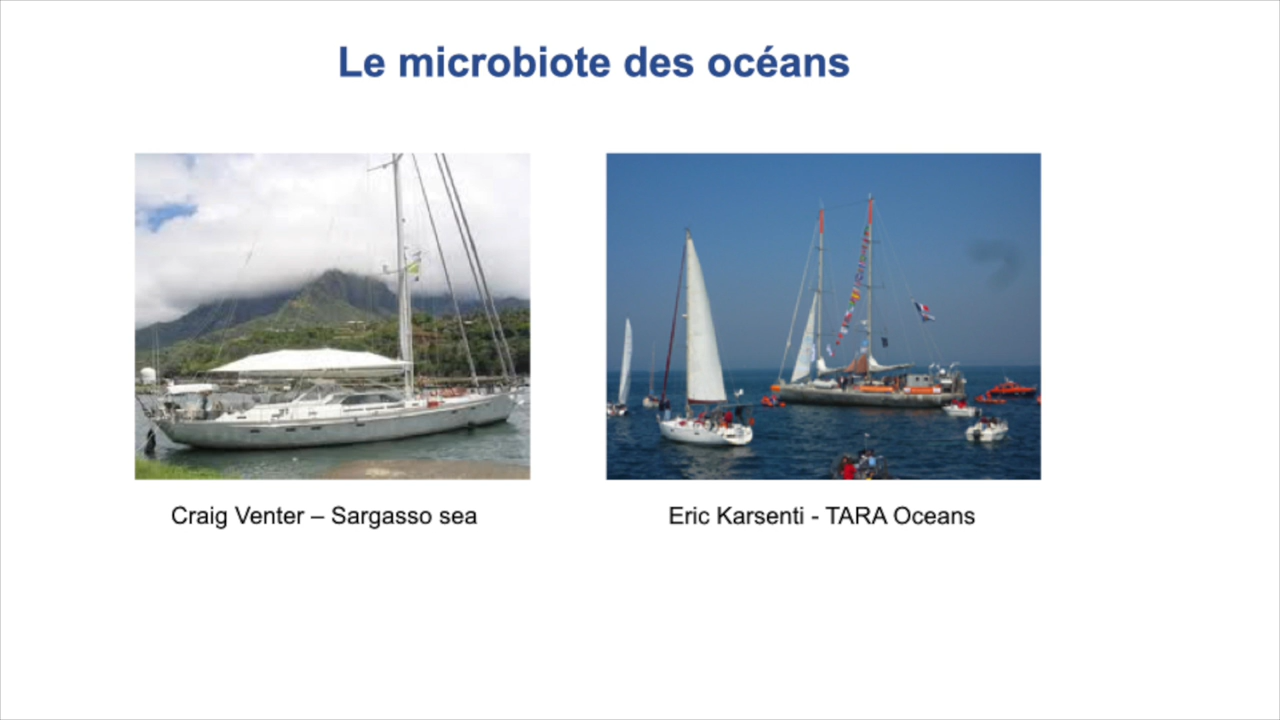 Le microbiote des océans
Craig Venter – Sargasso sea
Eric Karsenti - TARA Oceans